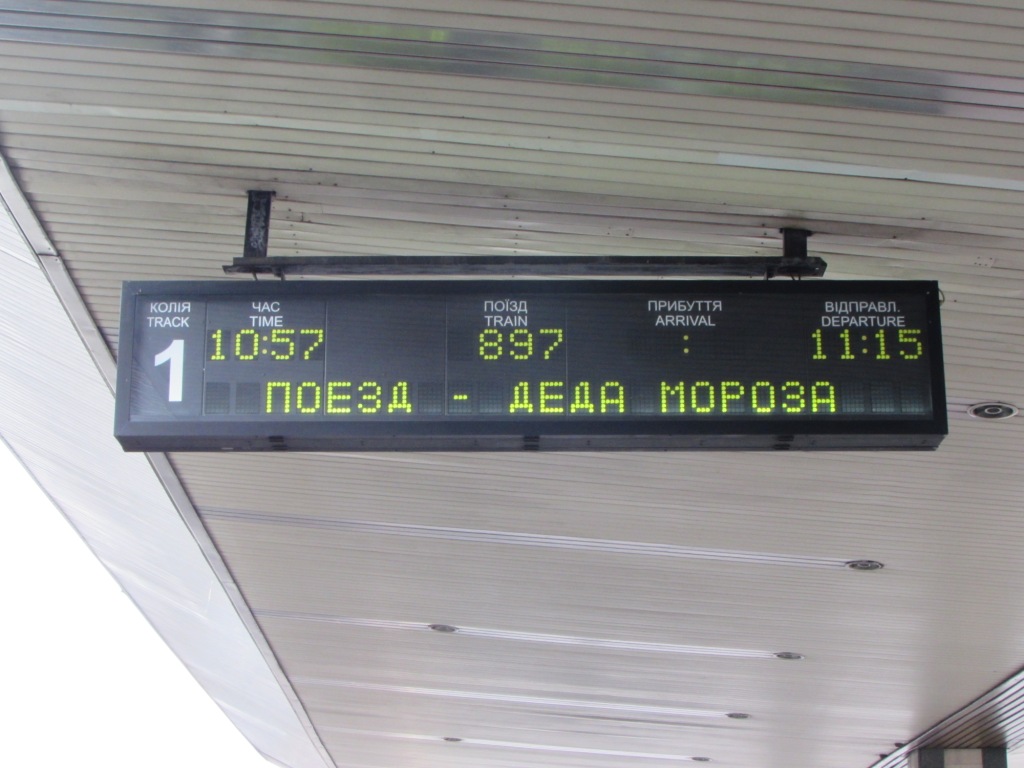 КОЛІЯ ЧАС ПОЇЗД ПРИБУТТЯ ВІДПРАВЛ.
TRACK TIME TRAIN ARRIVAL DEPARTURE
1 10:57 897 : 11:15
ПОЕЗД - ДЕДА МОРОЗА